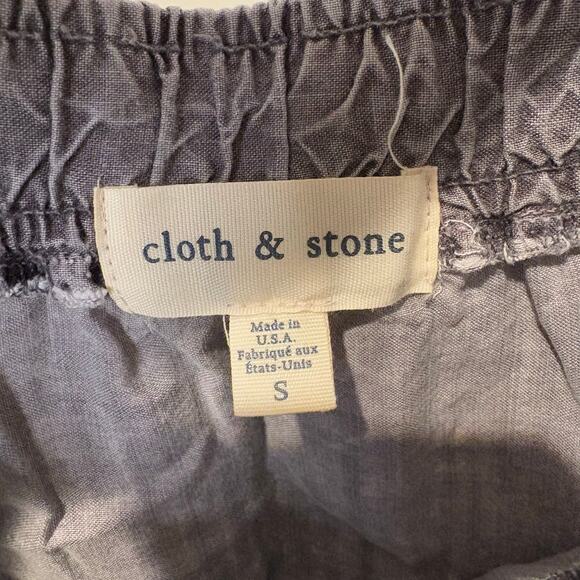 cloth & stone
Made in
U.S.A.
Fabriqué aux
États-Unis
S